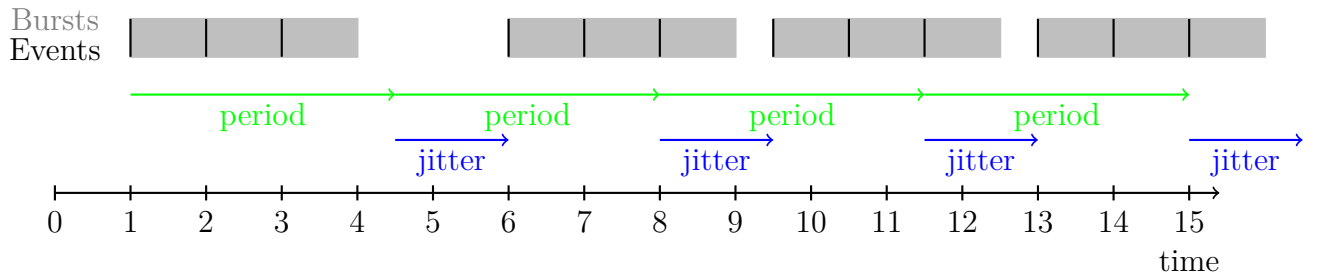 Bursts
Events
period period period period
jitter jitter jitter jitter
0 1 2 3 4 5 6 7 8 9 10 11 12 13 14 15
time